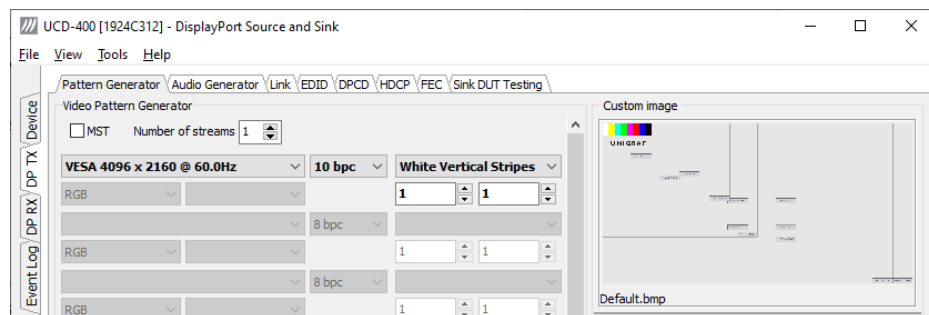 UCD-400 [1924C312] - DisplayPort Source and Sink
File View Tools Help
Pattern Generator Audio Generator Link EDID DPCD HDCP FEC Sink DUT Testing
Device
DP TX
DP RX
Event Log
Video Pattern Generator
MST Number of streams 1
VESA 4096 x 2160 @ 60.0Hz 10 bpc White Vertical Stripes
RGB 1 1
8 bpc
RGB 1 1
8 bpc
RGB 1 1
Custom image
UNIGRAF
Default.bmp